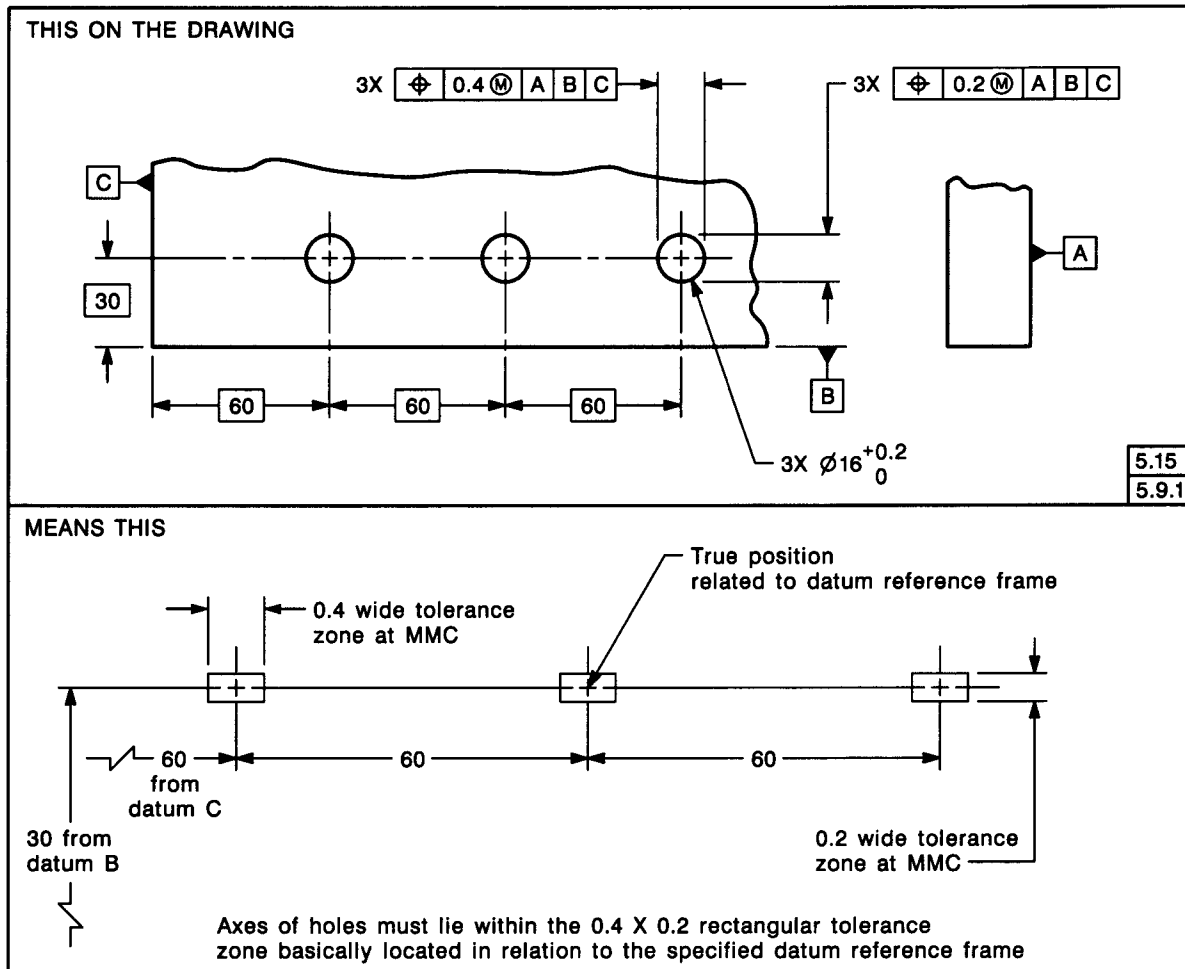 THIS ON THE DRAWING
3X ⌖ 0.4 Ⓜ A B C
3X ⌖ 0.2 Ⓜ A B C
C
A
30
B
60 60 60
3X Ø16 +0.2
0
5.15
5.9.1
MEANS THIS
True position
related to datum reference frame
0.4 wide tolerance
zone at MMC
60
from
datum C
60
60
30 from
datum B
0.2 wide tolerance
zone at MMC
Axes of holes must lie within the 0.4 X 0.2 rectangular tolerance
zone basically located in relation to the specified datum reference frame